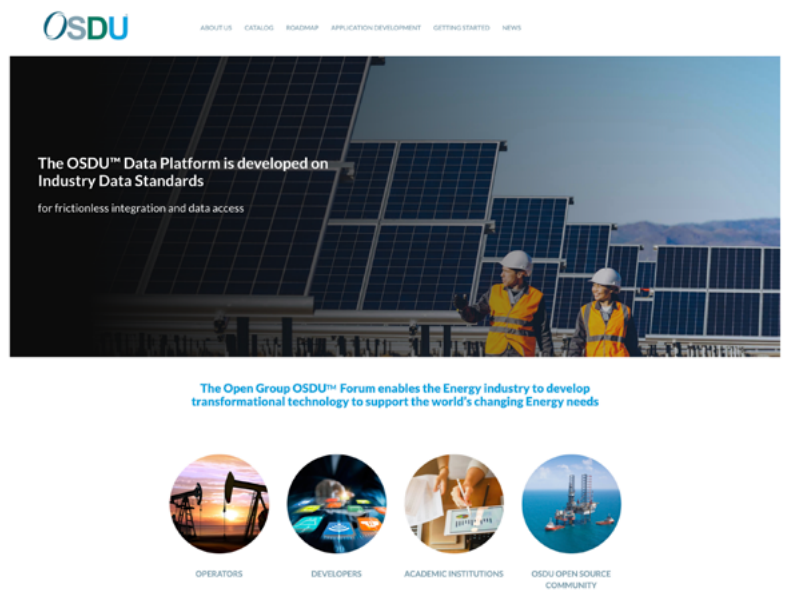 OSDU
ABOUT US CATALOG ROADMAP APPLICATION DEVELOPMENT GETTING STARTED NEWS
The OSDU™ Data Platform is developed on
Industry Data Standards
for frictionless integration and data access
The Open Group OSDU™ Forum enables the Energy industry to develop
transformational technology to support the world's changing Energy needs
OPERATORS
DEVELOPERS
ACADEMIC INSTITUTIONS
OSDU OPEN SOURCE
COMMUNITY